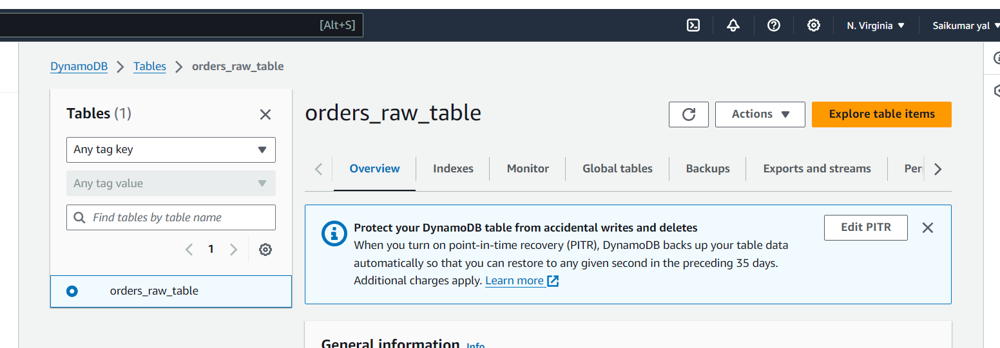 [Alt+S]
N. Virginia
Saikumar yal
DynamoDB
Tables
orders_raw_table
Tables (1)
Any tag key
Any tag value
Find tables by table name
1
orders_raw_table
orders_raw_table
Actions
Explore table items
Overview
Indexes
Monitor
Global tables
Backups
Exports and streams
Protect your DynamoDB table from accidental writes and deletes
When you turn on point-in-time recovery (PITR), DynamoDB backs up your table data
automatically so that you can restore to any given second in the preceding 35 days.
Additional charges apply. Learn more
Edit PITR
General information Info